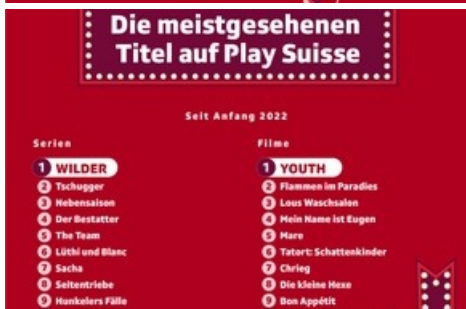 Die meistgesehenen
Titel auf Play Suisse
Seit Anfang 2022
Serien
1 WILDER
2 Tschugger
3 Nebensaison
4 Der Bestatter
5 The Team
6 Lüthi und Blanc
7 Sacha
8 Seitentriebe
9 Hunkelers Fälle
Filme
1 YOUTH
2 Flammen im Paradies
3 Lous Waschsalon
4 Mein Name ist Eugen
5 Mare
6 Tatort: Schattenkinder
7 Chrieg
8 Die kleine Hexe
9 Bon Appétit